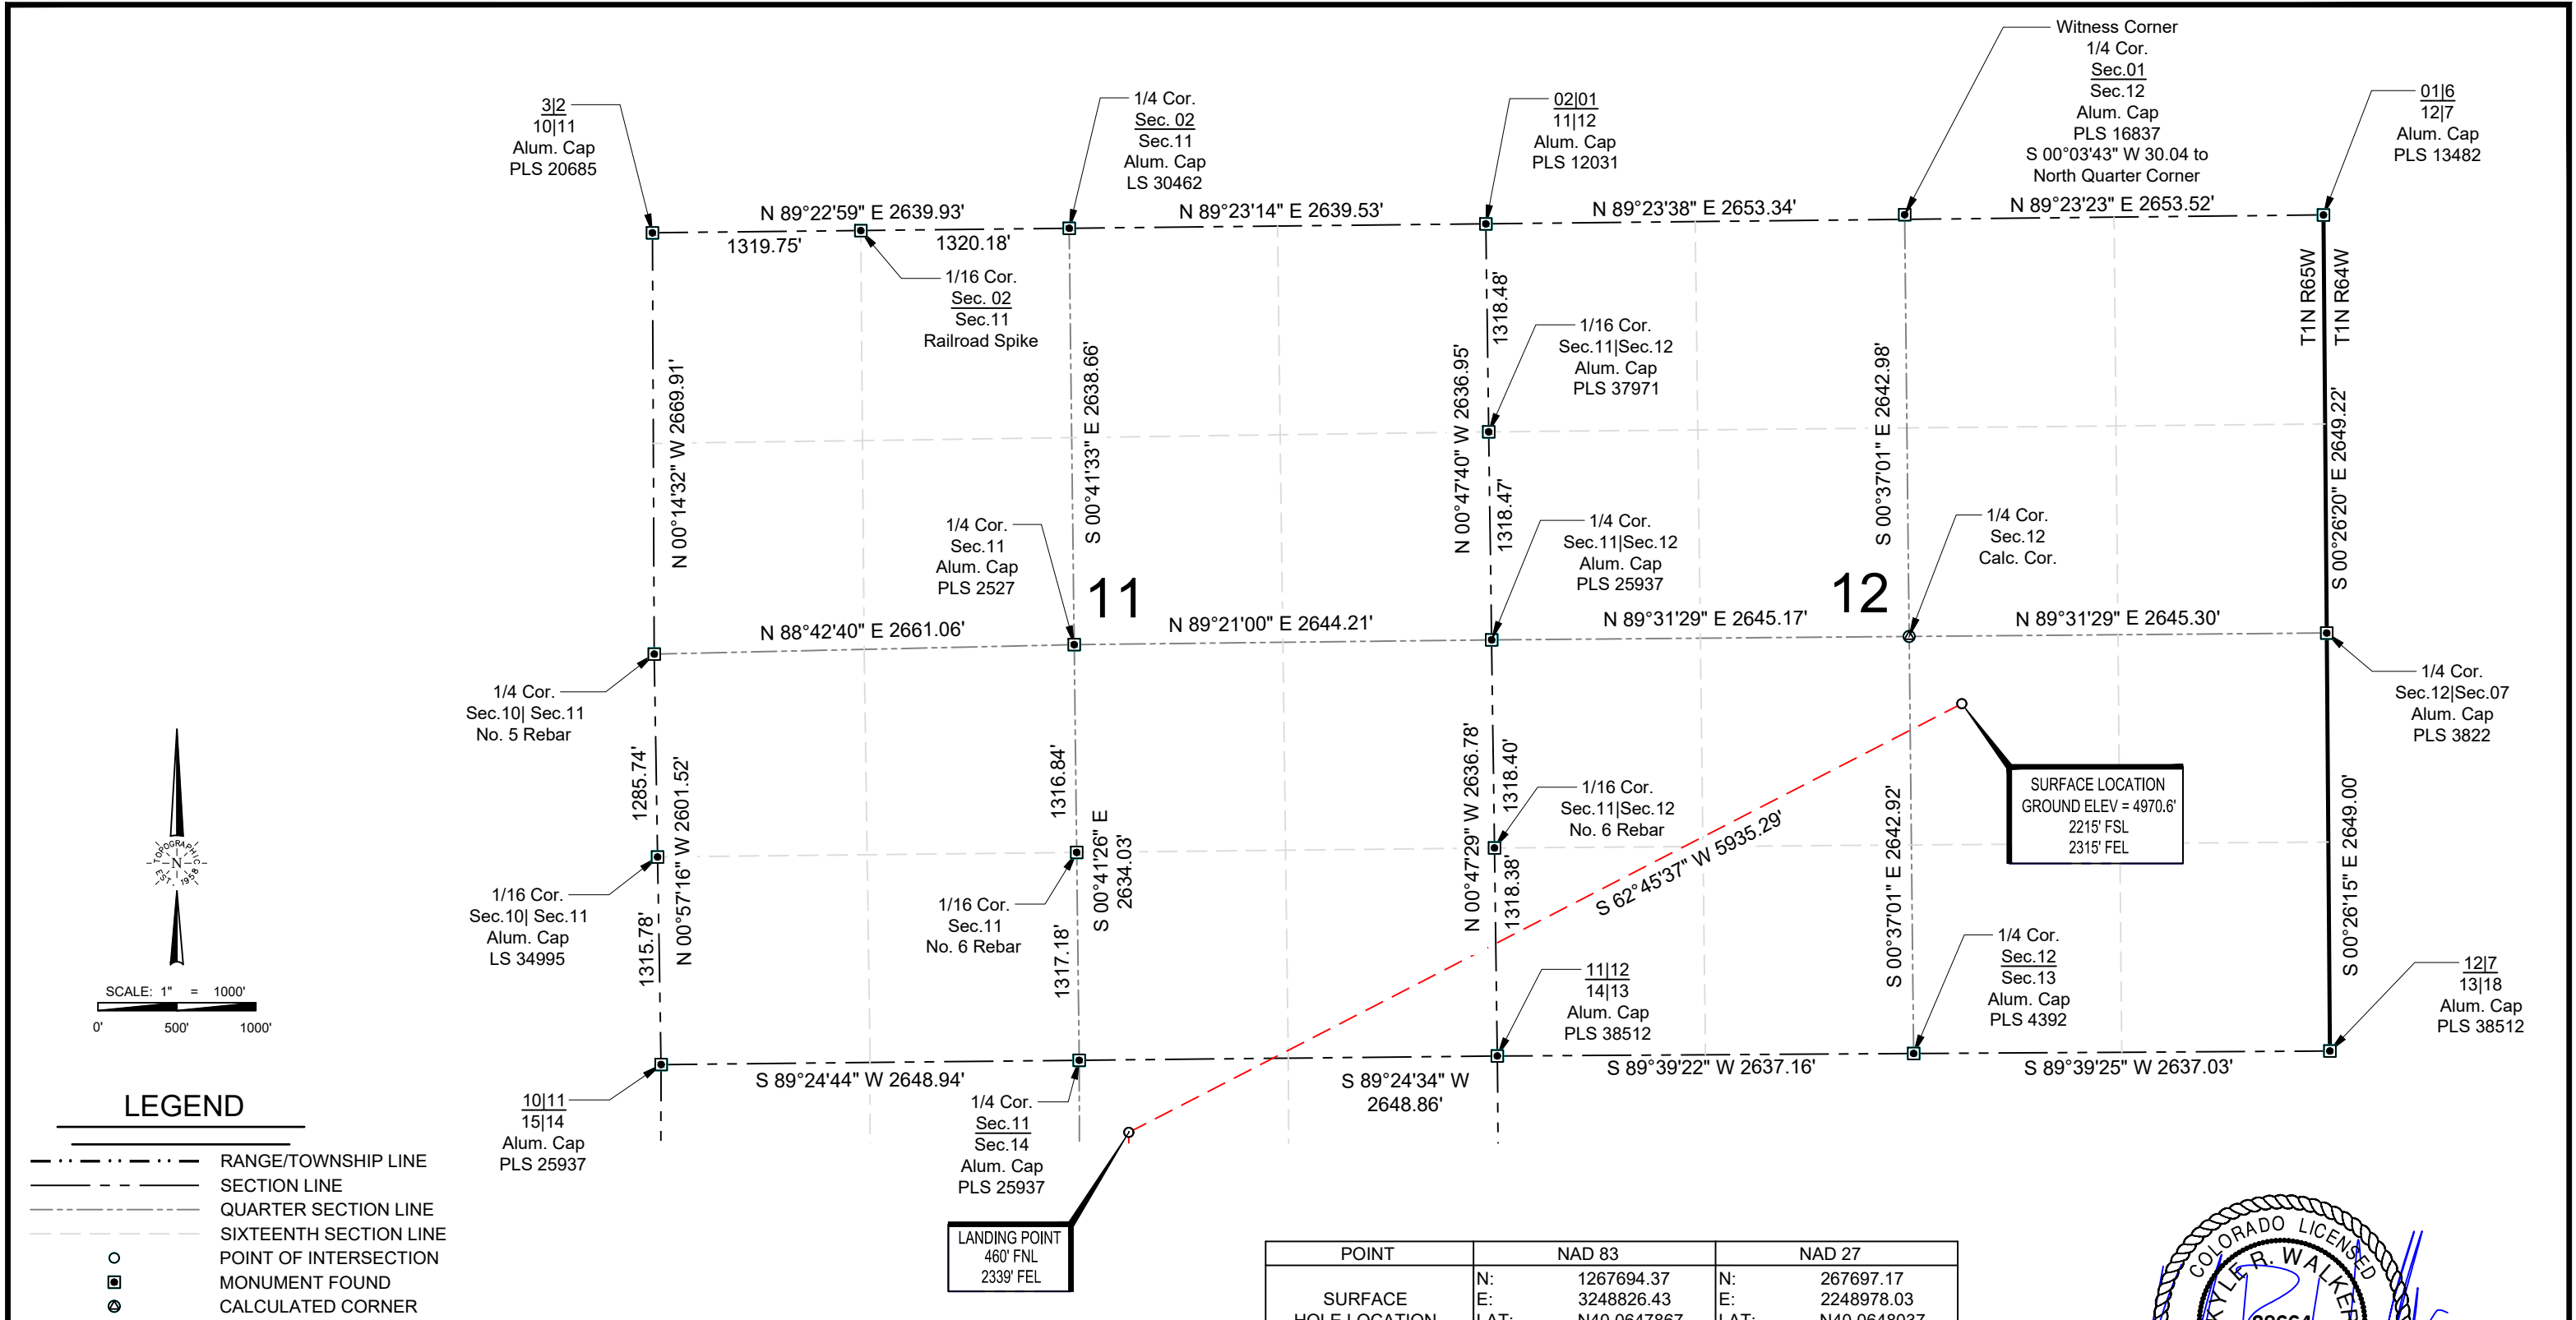 3|2
10|11
Alum. Cap
PLS 20685
1/4 Cor.
Sec. 02
Sec.11
Alum. Cap
LS 30462
02|01
11|12
Alum. Cap
PLS 12031
Witness Corner
1/4 Cor.
Sec.01
Sec.12
Alum. Cap
PLS 16837
S 00°03'43" W 30.04 to
North Quarter Corner
01|6
12|7
Alum. Cap
PLS 13482
N 89°22'59" E 2639.93'
1319.75'
1320.18'
N 89°23'14" E 2639.53'
N 89°23'38" E 2653.34'
N 89°23'23" E 2653.52'
1/16 Cor.
Sec. 02
Sec.11
Railroad Spike
1318.48'
T1N R65W
T1N R64W
1/16 Cor.
Sec.11|Sec.12
Alum. Cap
PLS 37971
N 00°14'32" W 2669.91'
S 00°41'33" E 2638.66'
N 00°47'40" W 2636.95'
1318.47'
S 00°37'01" E 2642.98'
S 00°26'20" E 2649.22'
1/4 Cor.
Sec.11
Alum. Cap
PLS 2527
11
1/4 Cor.
Sec.11|Sec.12
Alum. Cap
PLS 25937
12
1/4 Cor.
Sec.12
Calc. Cor.
N 88°42'40" E 2661.06'
N 89°21'00" E 2644.21'
N 89°31'29" E 2645.17'
N 89°31'29" E 2645.30'
1/4 Cor.
Sec.10| Sec.11
No. 5 Rebar
1/4 Cor.
Sec.12|Sec.07
Alum. Cap
PLS 3822
1285.74'
N 00°57'16" W 2601.52'
1315.78'
1316.84'
S 00°41'26" E
2634.03'
1317.18'
N 00°47'29" W 2636.78'
1318.40'
1318.38'
1/16 Cor.
Sec.11|Sec.12
No. 6 Rebar
S 62°45'37" W 5935.29'
S 00°37'01" E 2642.92'
SURFACE LOCATION
GROUND ELEV = 4970.6'
2215' FSL
2315' FEL
S 00°26'15" E 2649.00'
1/16 Cor.
Sec.10| Sec.11
Alum. Cap
LS 34995
1/16 Cor.
Sec.11
No. 6 Rebar
11|12
14|13
Alum. Cap
PLS 38512
1/4 Cor.
Sec.12
Sec.13
Alum. Cap
PLS 4392
12|7
13|18
Alum. Cap
PLS 38512
TOPOGRAPHIC
N
EST. 1958
SCALE: 1" = 1000'
0' 500' 1000'
S 89°24'44" W 2648.94'
S 89°24'34" W
2648.86'
S 89°39'22" W 2637.16'
S 89°39'25" W 2637.03'
10|11
15|14
Alum. Cap
PLS 25937
1/4 Cor.
Sec.11
Sec.14
Alum. Cap
PLS 25937
LANDING POINT
460' FNL
2339' FEL
LEGEND
RANGE/TOWNSHIP LINE
SECTION LINE
QUARTER SECTION LINE
SIXTEENTH SECTION LINE
POINT OF INTERSECTION
MONUMENT FOUND
CALCULATED CORNER
POINT NAD 83 NAD 27
N: 1267694.37 N: 267697.17
SURFACE E: 3248826.43 E: 2248978.03
HOLE LOCATION LAT: N40.0647867 LAT: N40.0648037
COLORADO LICENSED
KYLE R. WALKER